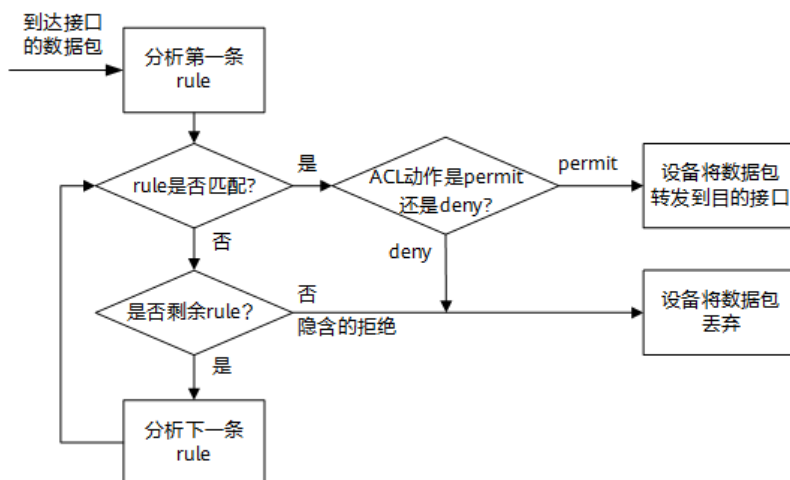 到达接口
的数据包
分析第一条
rule
rule是否匹配?
是
ACL动作是permit
还是deny?
permit
设备将数据包
转发到目的接口
否
deny
是否剩余rule?
否
隐含的拒绝
设备将数据包
丢弃
是
分析下一条
rule